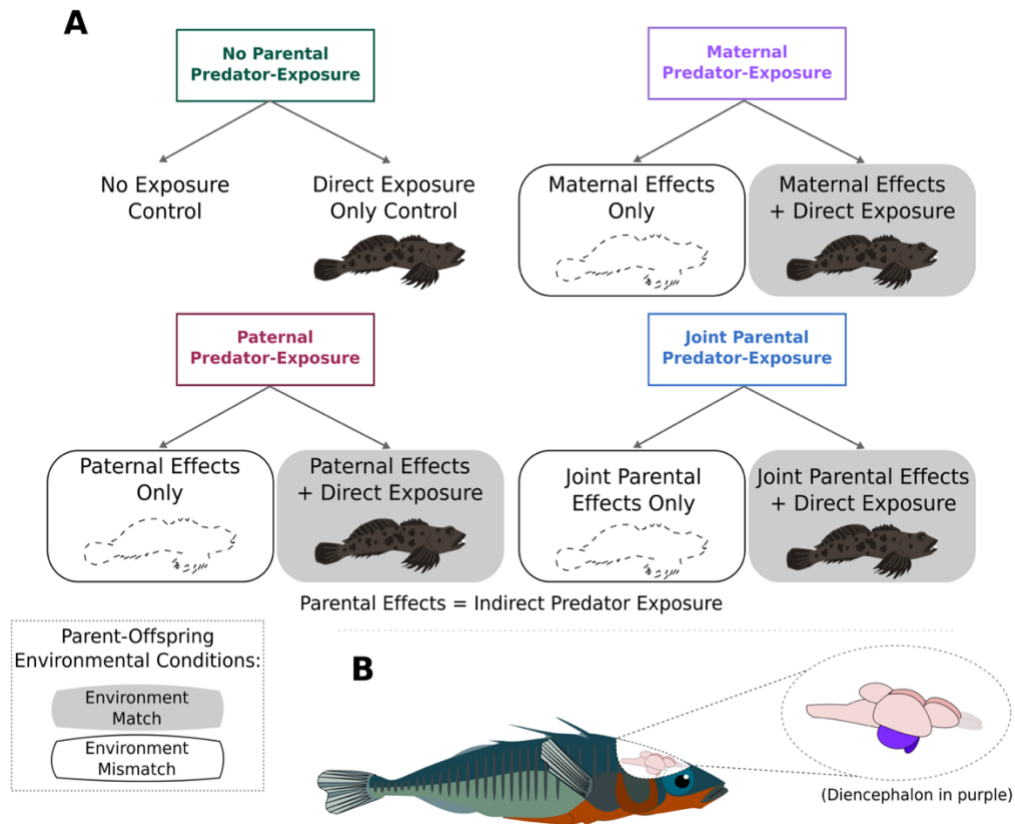 A
No Parental
Predator-Exposure
Maternal
Predator-Exposure
No Exposure
Control
Direct Exposure
Only Control
Maternal Effects
Only
Maternal Effects
+ Direct Exposure
Paternal
Predator-Exposure
Joint Parental
Predator-Exposure
Paternal Effects
Only
Paternal Effects
+ Direct Exposure
Joint Parental
Effects Only
Joint Parental Effects
+ Direct Exposure
Parental Effects = Indirect Predator Exposure
Parent-Offspring
Environmental Conditions:
Environment
Match
Environment
Mismatch
B
(Diencephalon in purple)